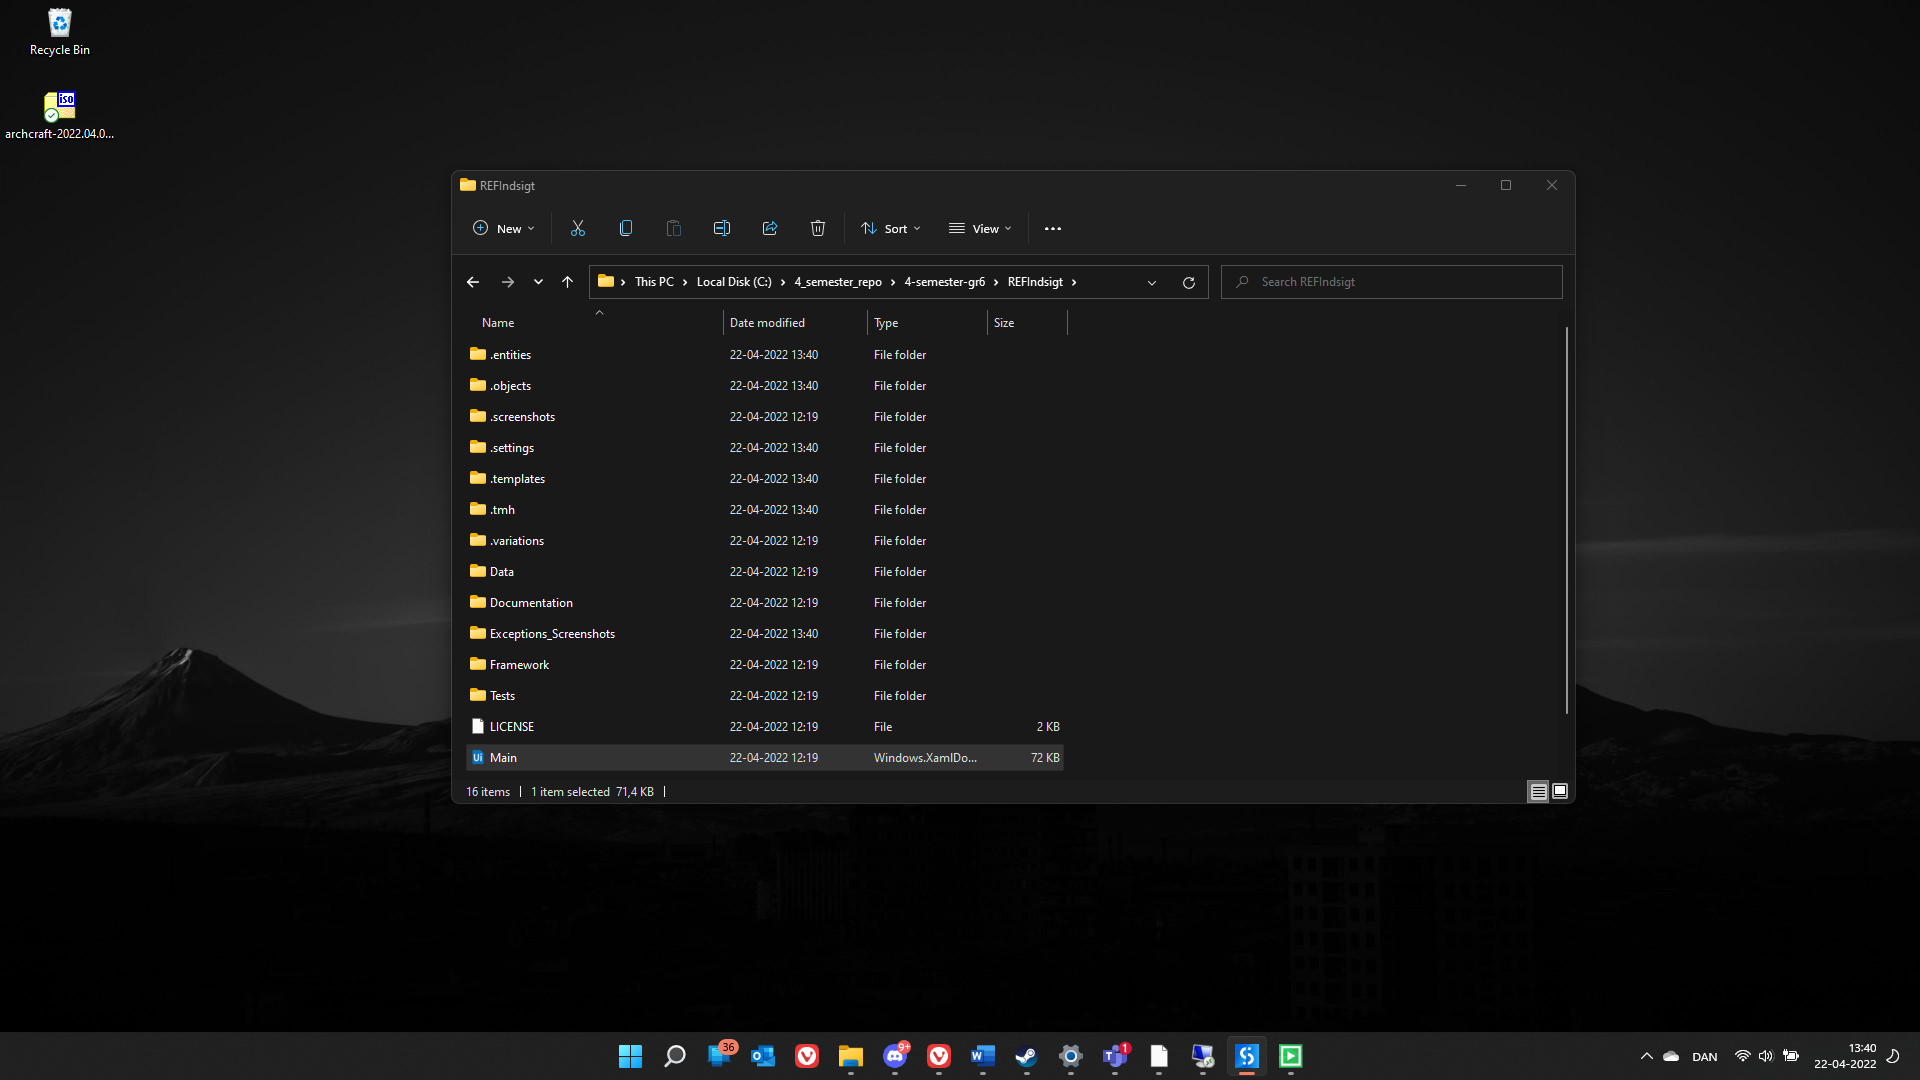 Recycle Bin
iso
archcraft-2022.04.0...
REFIndsigt
New
Sort
View
This PC
Local Disk (C:)
4_semester_repo
4-semester-gr6
REFIndsigt
Search REFIndsigt
Name Date modified Type Size
.entities 22-04-2022 13:40 File folder
.objects 22-04-2022 13:40 File folder
.screenshots 22-04-2022 12:19 File folder
.settings 22-04-2022 13:40 File folder
.templates 22-04-2022 13:40 File folder
.tmh 22-04-2022 13:40 File folder
.variations 22-04-2022 12:19 File folder
Data 22-04-2022 12:19 File folder
Documentation 22-04-2022 12:19 File folder
Exceptions_Screenshots 22-04-2022 13:40 File folder
Framework 22-04-2022 12:19 File folder
Tests 22-04-2022 12:19 File folder
LICENSE 22-04-2022 12:19 File 2 KB
Ui Main 22-04-2022 12:19 Windows.XamlDo... 72 KB
16 items 1 item selected 71,4 KB
36
9+
1
DAN
13:40
22-04-2022